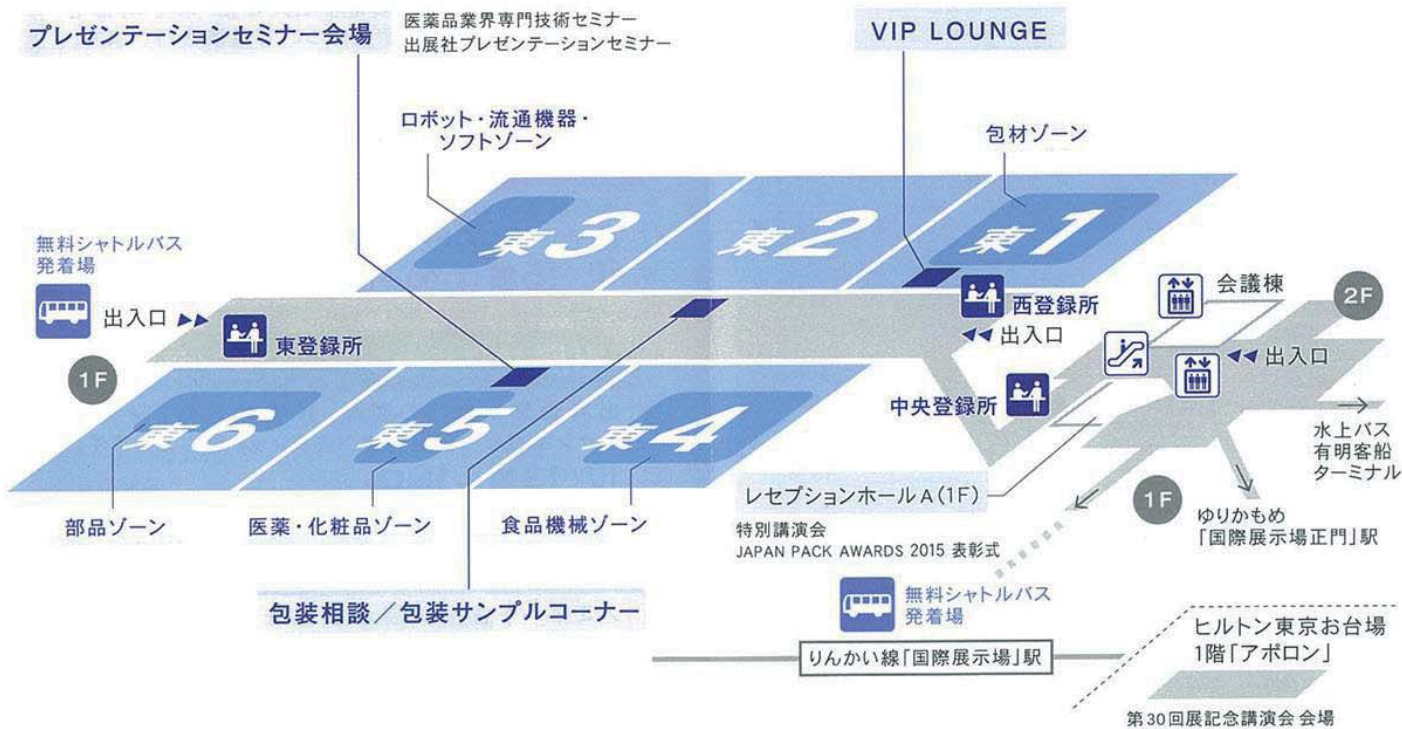 プレゼンテーションセミナー会場
医薬品業界専門技術セミナー
出展社プレゼンテーションセミナー
VIP LOUNGE
ロボット・流通機器・
ソフトゾーン
包材ゾーン
東3
東2
東1
無料シャトルバス
発着場
出入口
東登録所
西登録所
出入口
会議棟
2F
出入口
1F
中央登録所
東6
東5
東4
水上バス
有明客船
ターミナル
部品ゾーン
医薬・化粧品ゾーン
食品機械ゾーン
レセプションホールA(1F)
特別講演会
JAPAN PACK AWARDS 2015 表彰式
1F
ゆりかもめ
「国際展示場正門」駅
包装相談/包装サンプルコーナー
無料シャトルバス
発着場
りんかい線「国際展示場」駅
ヒルトン東京お台場
1階「アポロン」
第30回展記念講演会 会場